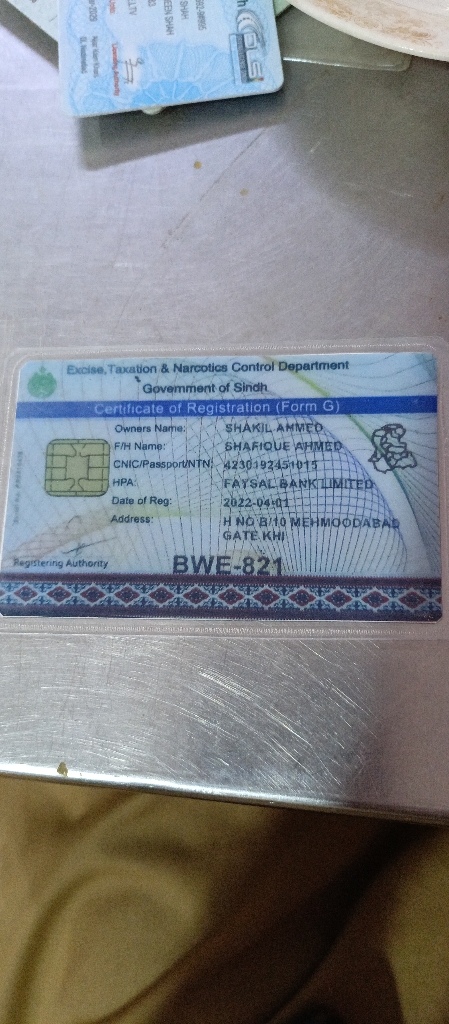 SHAH
Excise,Taxation & Narcotics Control Department
Government of Sindh
Certificate of Registration (Form G)
Owners Name: SHAKIL AHMED
F/H Name: SHAFIQUE AHMED
CNIC/Passport/NTN: 4230192451015
HPA: FAYSAL BANK LIMITED
Date of Reg: 2022-04-01
Address: H NO B/10 MEHMOODABAD
GATE KHI
Registering Authority
BWE-821